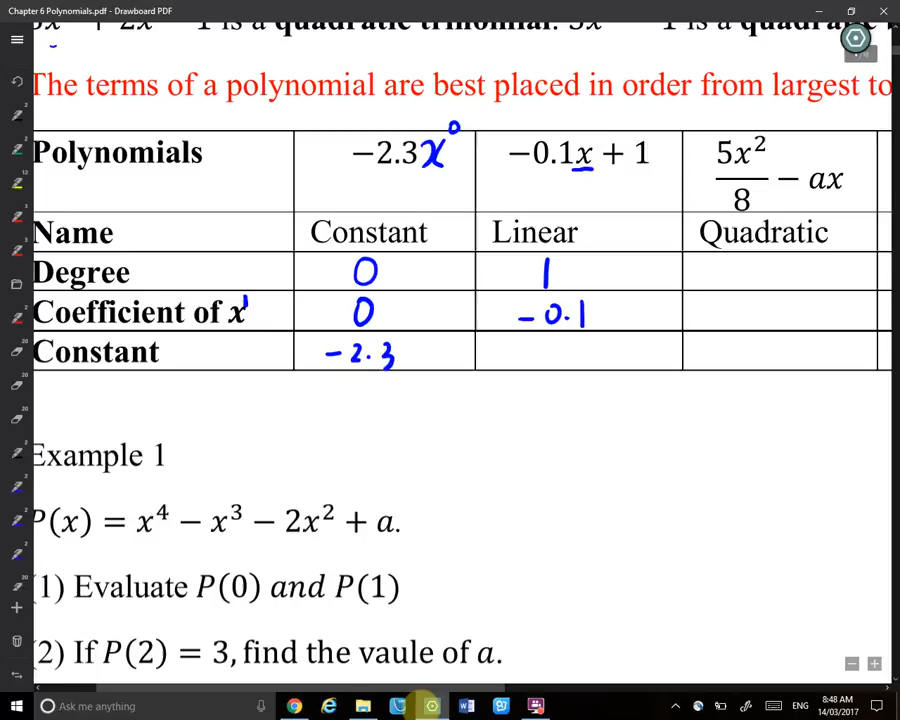 Chapter 6 Polynomials.pdf - Drawboard PDF
The terms of a polynomial are best placed in order from largest to
Polynomials −2.3x⁰ −0.1x + 1 5x²/8 − ax
Name Constant Linear Quadratic
Degree 0 1
Coefficient of x¹ 0 −0.1
Constant −2.3
Example 1
P(x) = x⁴ − x³ − 2x² + a.
(1) Evaluate P(0) and P(1)
(2) If P(2) = 3, find the vaule of a.
Ask me anything
ENG
8:48 AM
14/03/2017